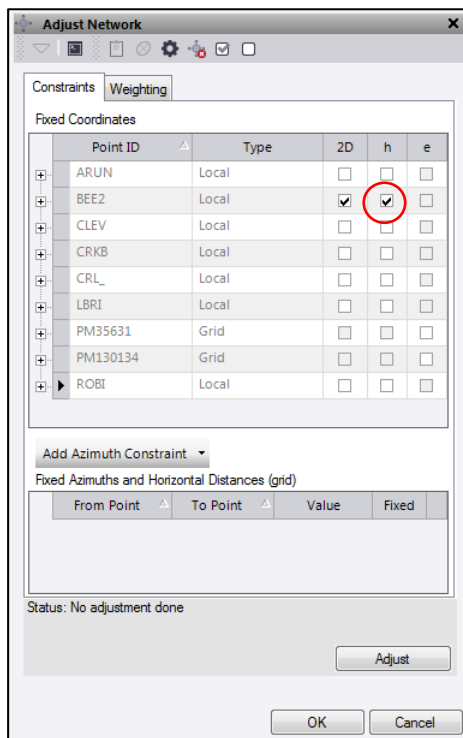 Adjust Network
Constraints Weighting
Fixed Coordinates
Point ID Type 2D h e
ARUN Local
BEE2 Local
CLEV Local
CRKB Local
CRL_ Local
LBRI Local
PM35631 Grid
PM130134 Grid
ROBI Local
Add Azimuth Constraint
Fixed Azimuths and Horizontal Distances (grid)
From Point To Point Value Fixed
Status: No adjustment done
Adjust
OK Cancel